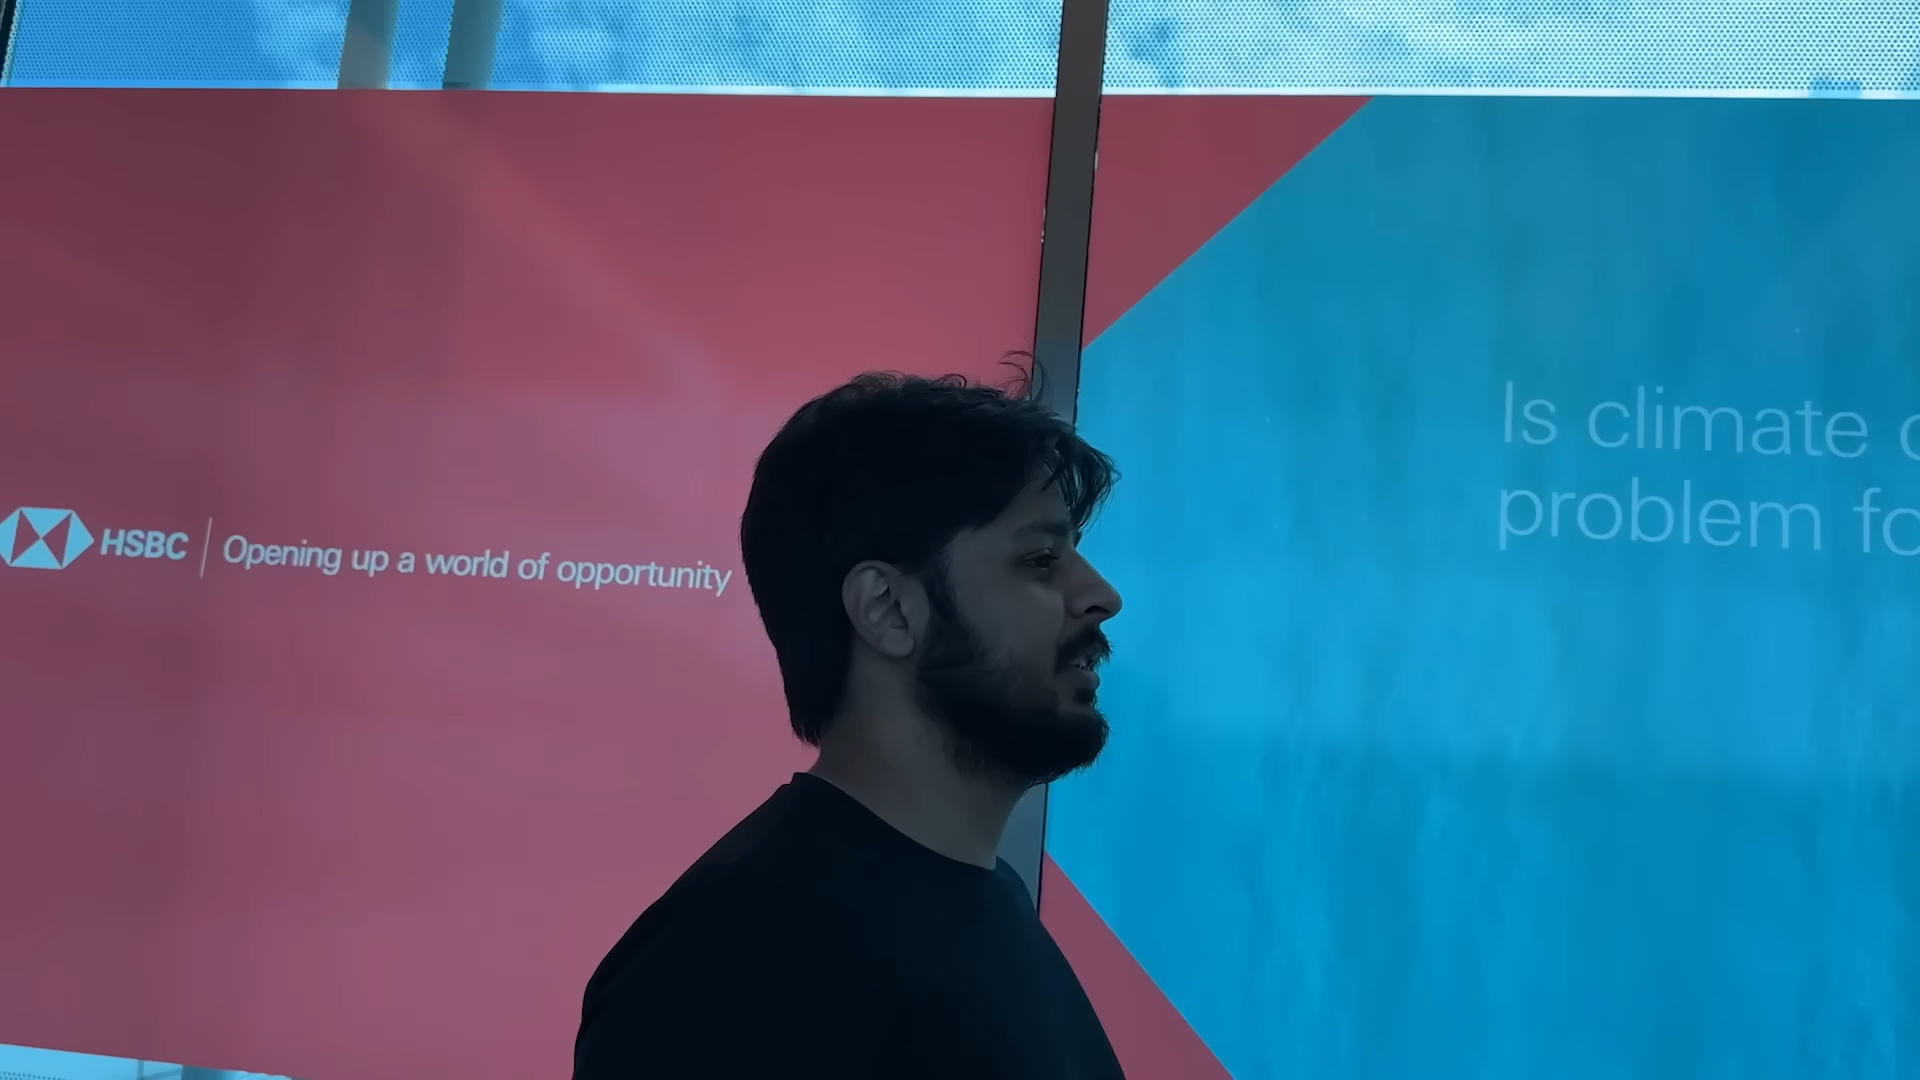 HSBC | Opening up a world of opportunity
Is climate
problem